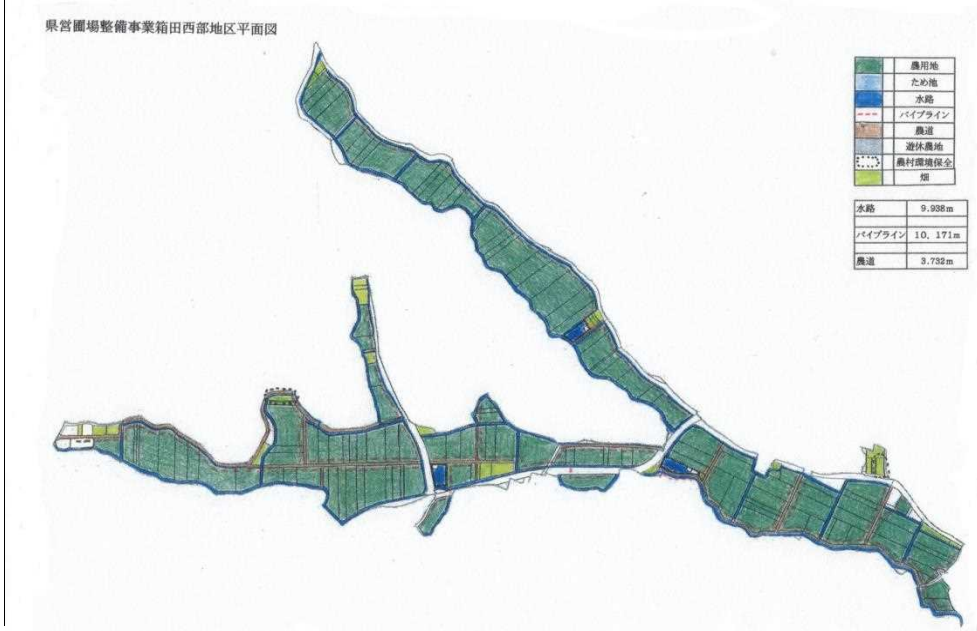 県営圃場整備事業箱田西部地区平面図
農用地
ため池
水路
パイプライン
農道
遊休農地
農村環境保全
畑
水路 9.938m
パイプライン 10, 171m
農道 3.732m